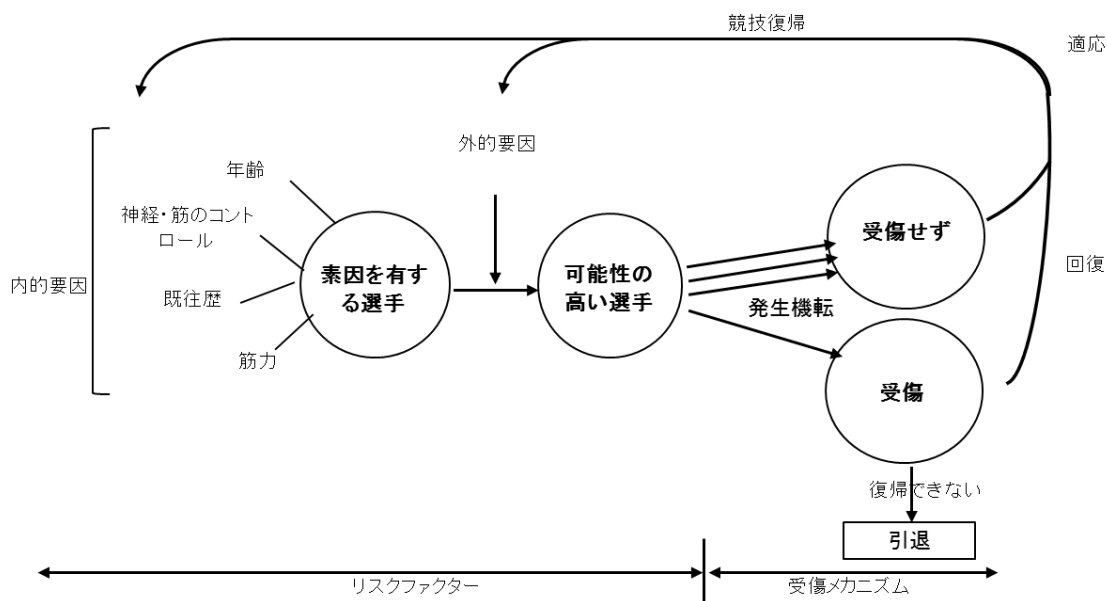 競技復帰
適応
外的要因
年齢
神経・筋のコント
ロール
受傷せず
内的要因
素因を有す
る選手
可能性の
高い選手
回復
既往歴
発生機転
筋力
受傷
復帰できない
引退
リスクファクター
受傷メカニズム